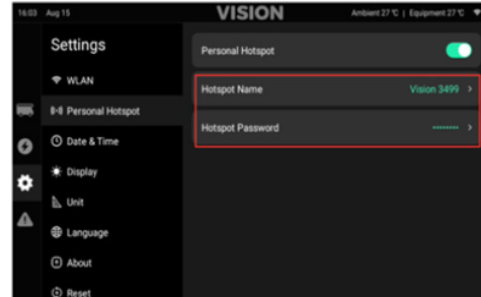 16:03 Aug 15 VISION Ambient 27 ℃ | Equipment 27 ℃
Settings
WLAN
Personal Hotspot
Date & Time
Display
Unit
Language
About
Reset
Personal Hotspot
Hotspot Name Vision 3499 >
Hotspot Password •••••••• >